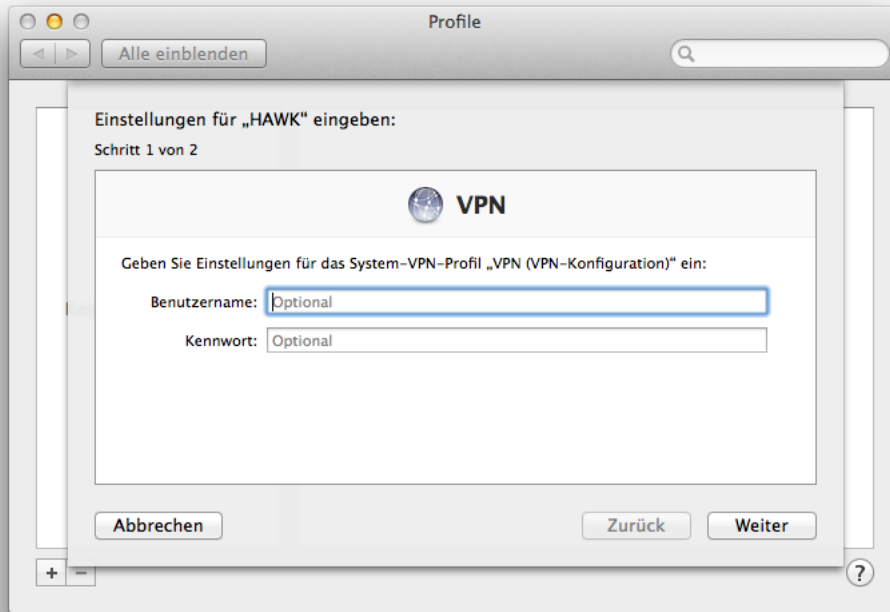 Profile
Alle einblenden
Einstellungen für „HAWK“ eingeben:
Schritt 1 von 2
VPN
Geben Sie Einstellungen für das System-VPN-Profil „VPN (VPN-Konfiguration)“ ein:
Benutzername: Optional
Kennwort: Optional
Abbrechen Zurück Weiter
+ − ?